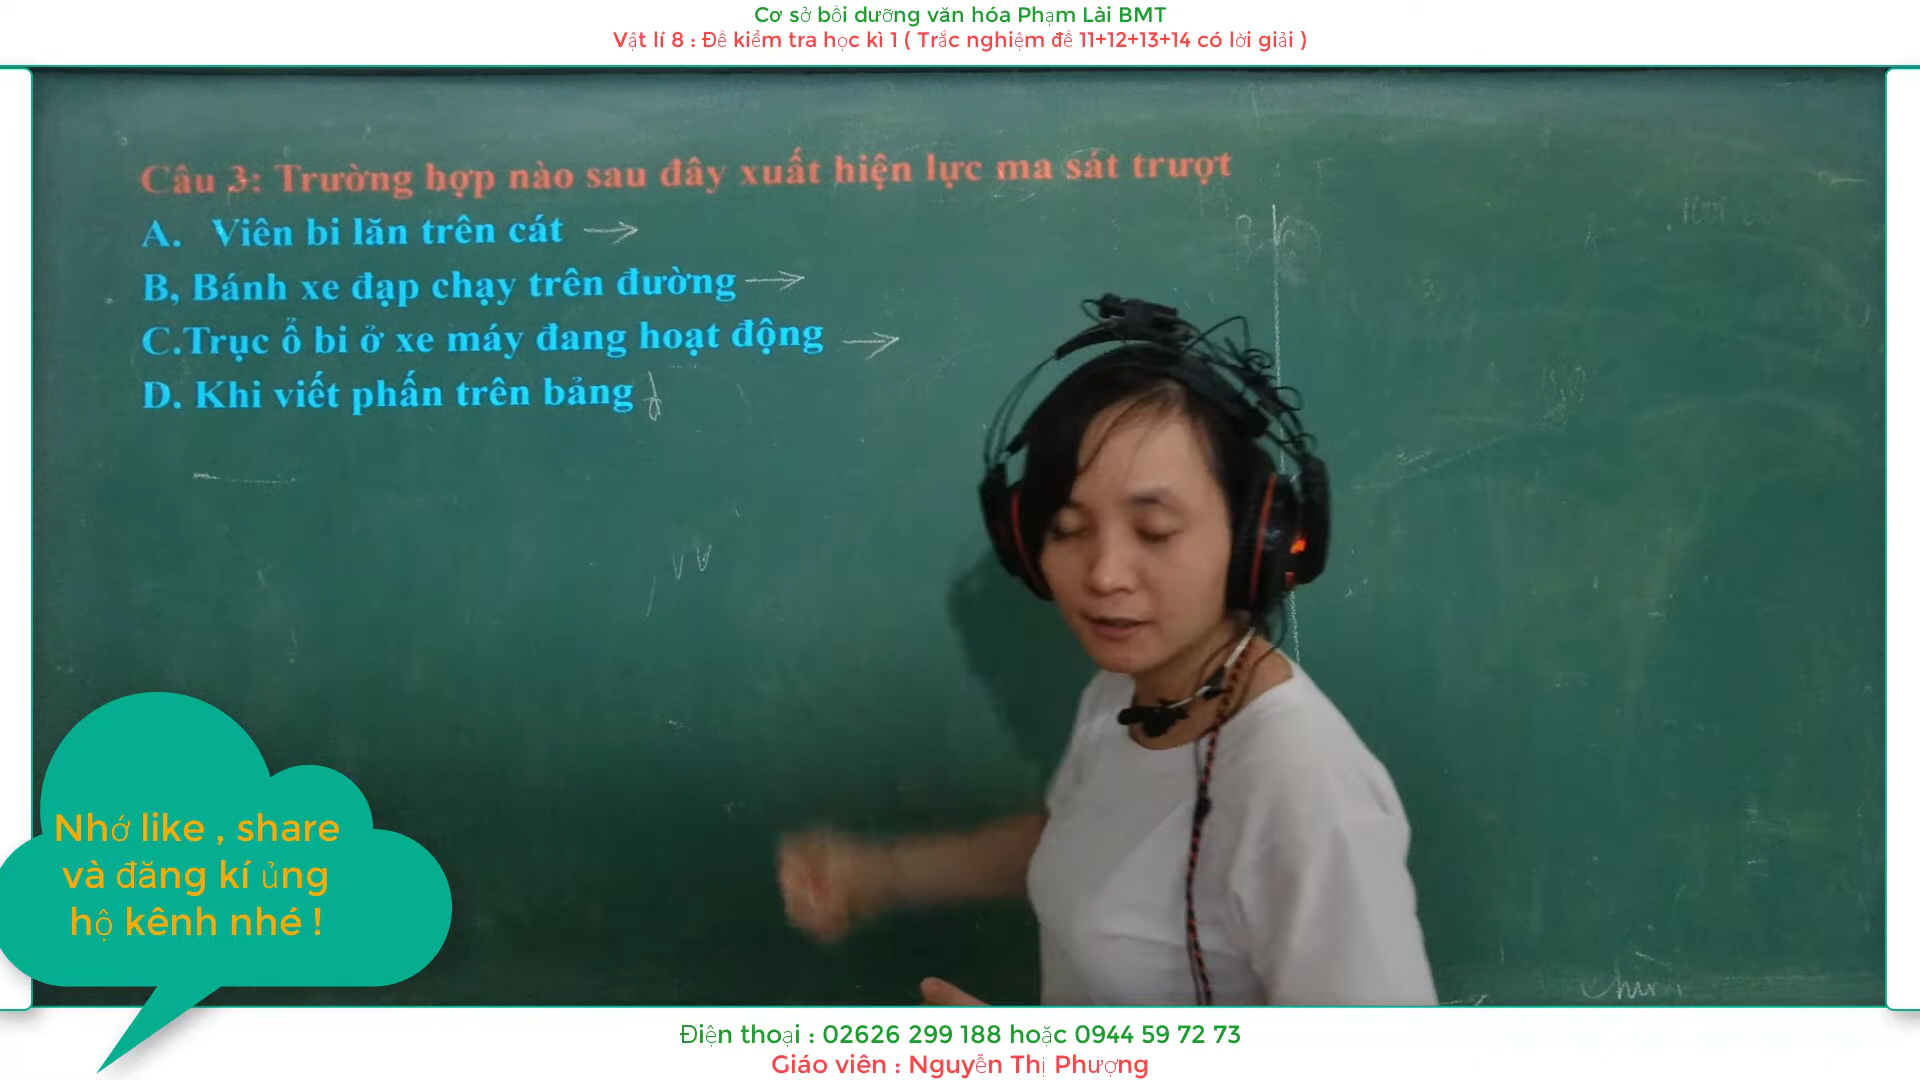 Cơ sở bồi dưỡng văn hóa Phạm Lài BMT
Vật lí 8 : Đề kiểm tra học kì 1 ( Trắc nghiệm đề 11+12+13+14 có lời giải )
Câu 3: Trường hợp nào sau đây xuất hiện lực ma sát trượt
A. Viên bi lăn trên cát
B, Bánh xe đạp chạy trên đường
C.Trục ổ bi ở xe máy đang hoạt động
D. Khi viết phấn trên bảng
Nhớ like , share
và đăng kí ủng
hộ kênh nhé !
Điện thoại : 02626 299 188 hoặc 0944 59 72 73
Giáo viên : Nguyễn Thị Phượng